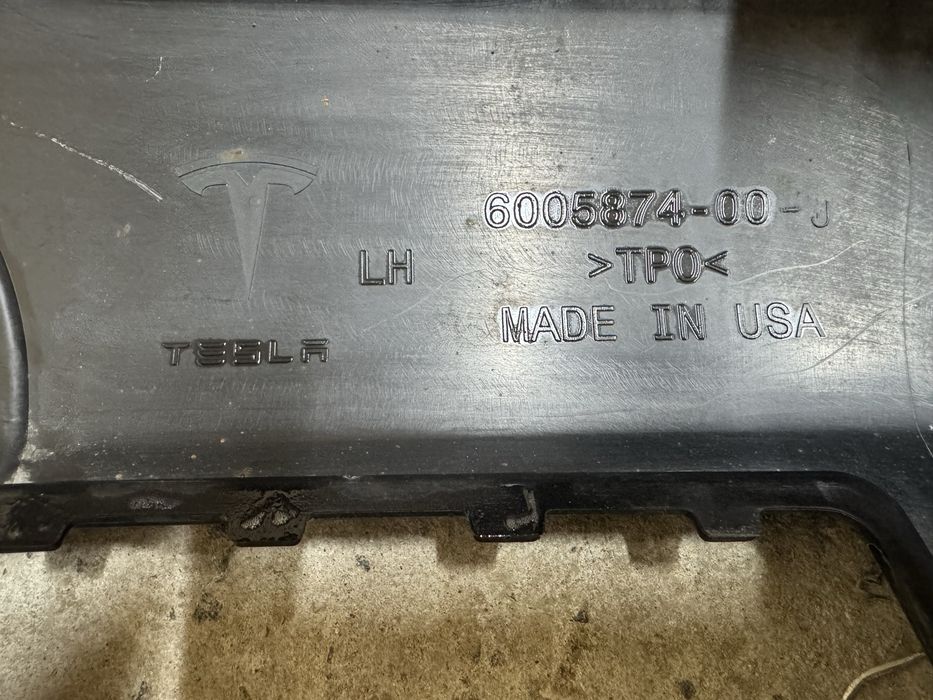 6005874-00-J
LH
>TPO<
MADE IN USA
TESLA